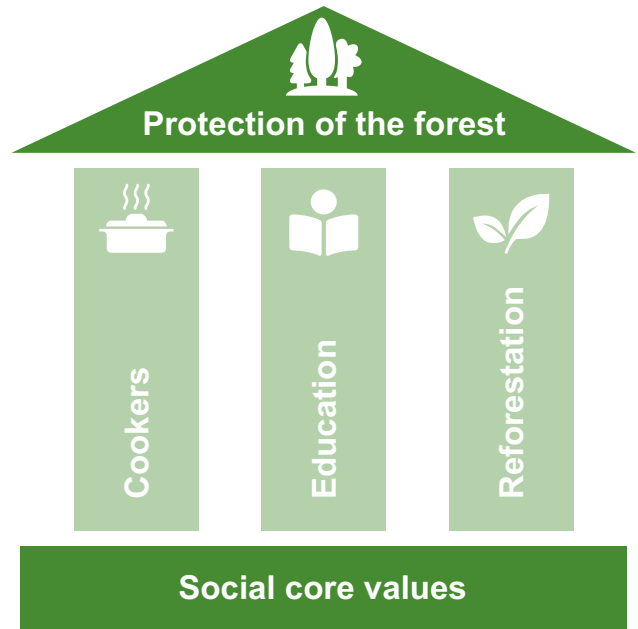 Protection of the forest
Cookers
Education
Reforestation
Social core values